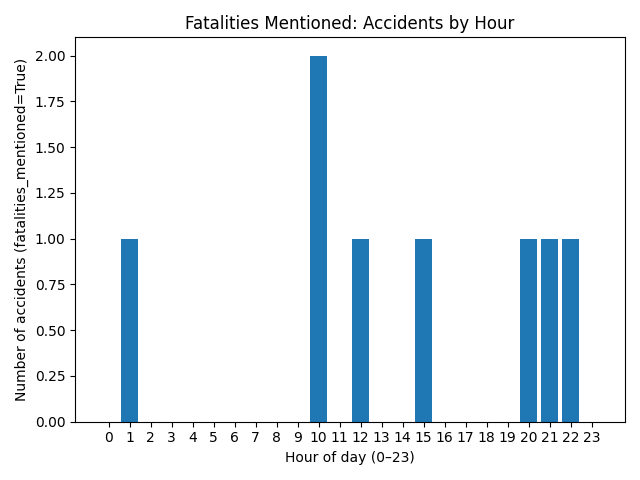 Fatalities Mentioned: Accidents by Hour
Number of accidents (fatalities_mentioned=True)
2.00
1.75
1.50
1.25
1.00
0.75
0.50
0.25
0.00
0 1 2 3 4 5 6 7 8 9 10 11 12 13 14 15 16 17 18 19 20 21 22 23
Hour of day (0–23)